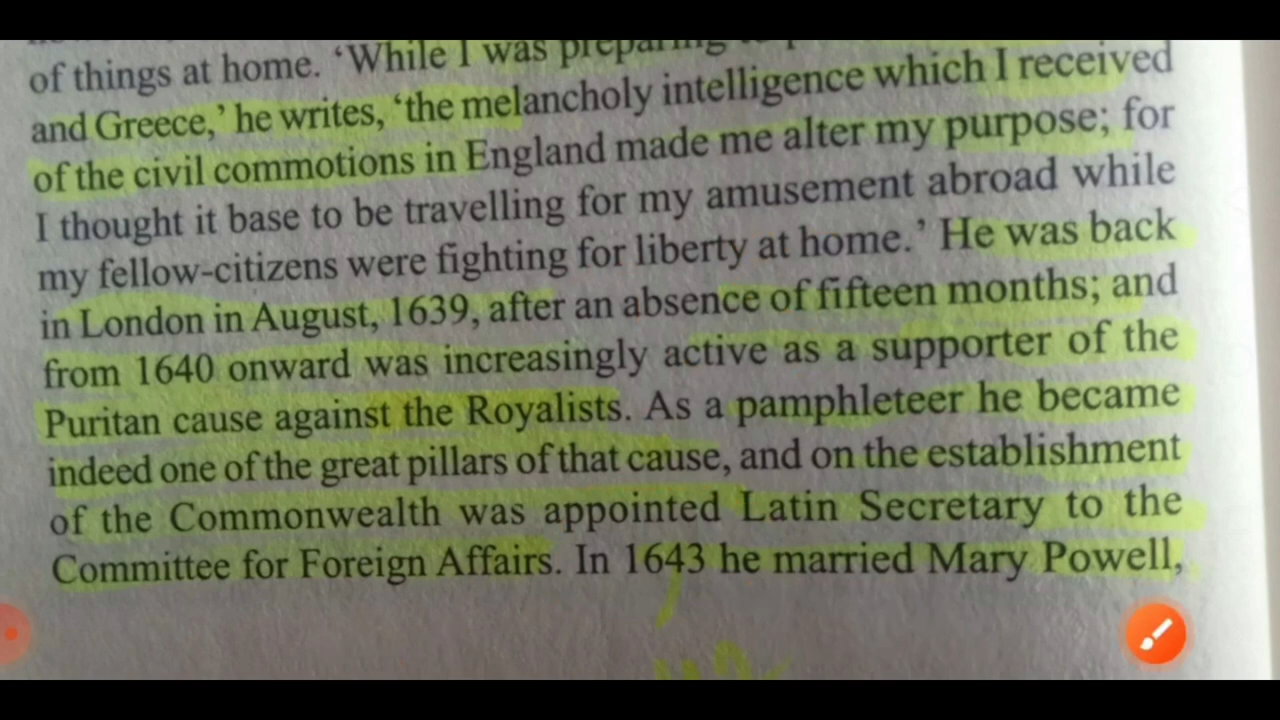 of things at home. ‘While I was preparing
and Greece,’ he writes, ‘the melancholy intelligence which I received
of the civil commotions in England made me alter my purpose; for
I thought it base to be travelling for my amusement abroad while
my fellow-citizens were fighting for liberty at home.’ He was back
in London in August, 1639, after an absence of fifteen months; and
from 1640 onward was increasingly active as a supporter of the
Puritan cause against the Royalists. As a pamphleteer he became
indeed one of the great pillars of that cause, and on the establishment
of the Commonwealth was appointed Latin Secretary to the
Committee for Foreign Affairs. In 1643 he married Mary Powell,